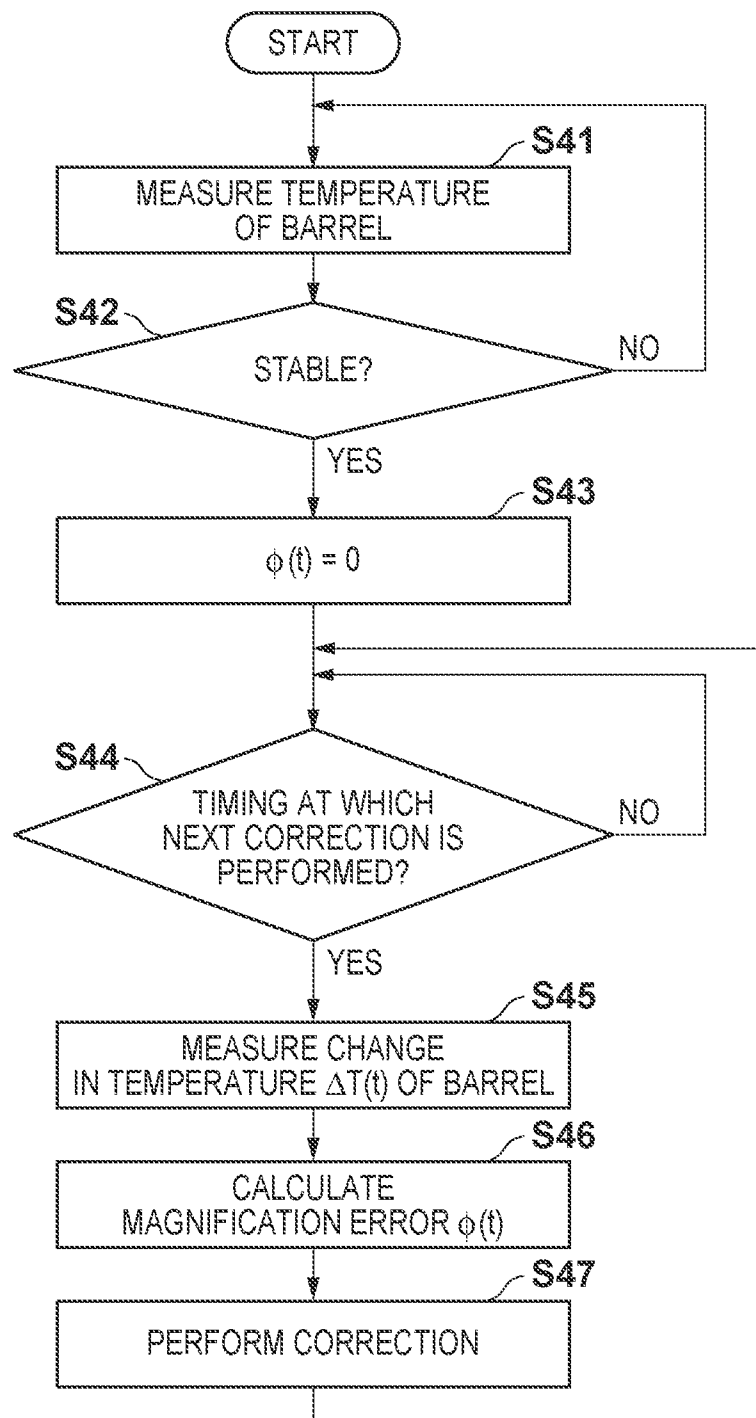 START
S41
MEASURE TEMPERATURE
OF BARREL
S42
STABLE?
NO
YES
S43
ϕ(t) = 0
S44
TIMING AT WHICH
NEXT CORRECTION IS
PERFORMED?
NO
YES
S45
MEASURE CHANGE
IN TEMPERATURE ΔT(t) OF BARREL
S46
CALCULATE
MAGNIFICATION ERROR ϕ(t)
S47
PERFORM CORRECTION